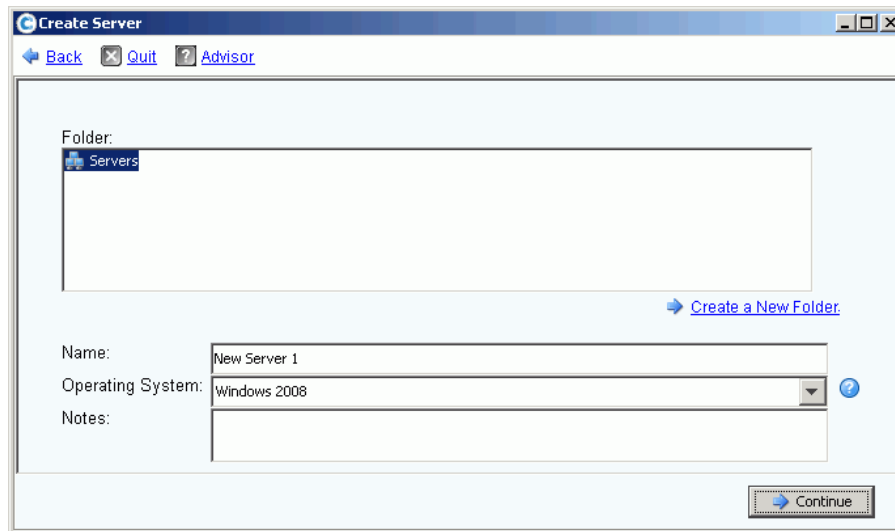 Create Server
Back Quit Advisor
Folder:
Servers
Create a New Folder.
Name: New Server 1
Operating System: Windows 2008
Notes:
Continue